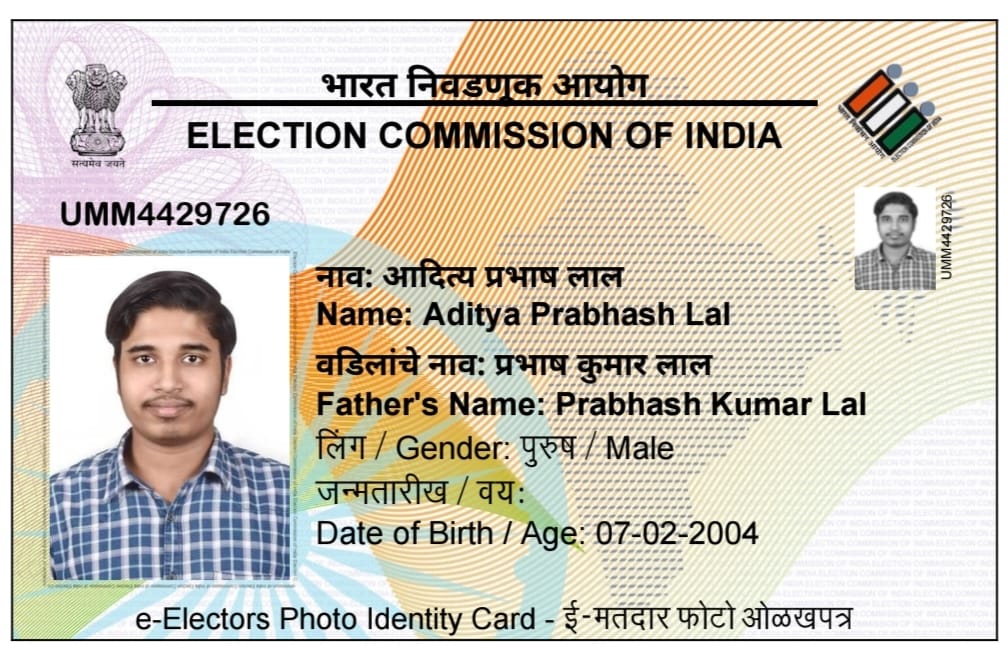 भारत निवडणुक आयोग
ELECTION COMMISSION OF INDIA
सत्यमेव जयते
UMM4429726
UMM4429726
नाव: आदित्य प्रभाष लाल
Name: Aditya Prabhash Lal
वडिलांचे नाव: प्रभाष कुमार लाल
Father's Name: Prabhash Kumar Lal
लिंग / Gender: पुरुष / Male
जन्मतारीख / वय:
Date of Birth / Age: 07-02-2004
e-Electors Photo Identity Card - ई-मतदार फोटो ओळखपत्र